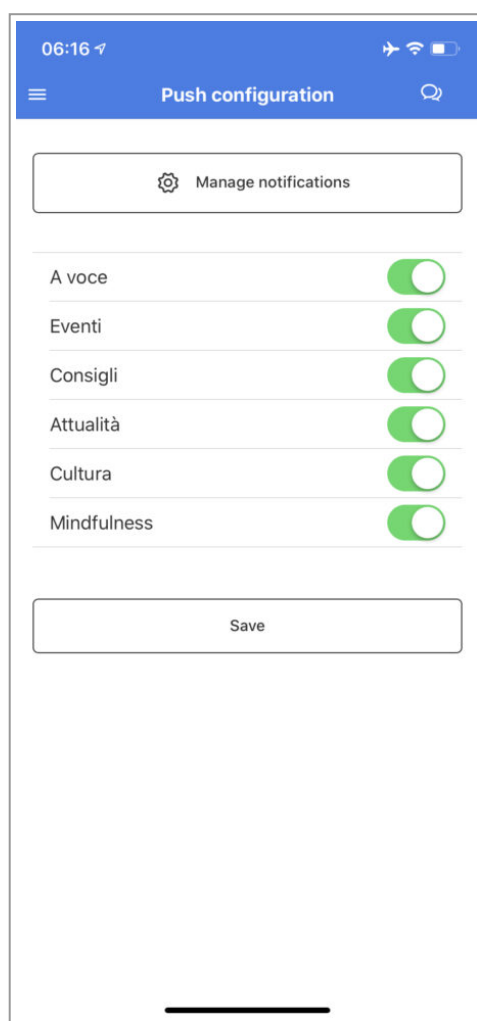 06:16
Push configuration
Manage notifications
A voce
Eventi
Consigli
Attualità
Cultura
Mindfulness
Save